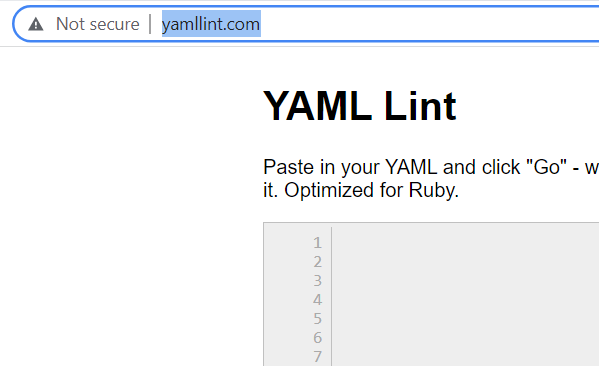 Not secure | yamllint.com
YAML Lint
Paste in your YAML and click "Go" - w
it. Optimized for Ruby.
1
2
3
4
5
6
7